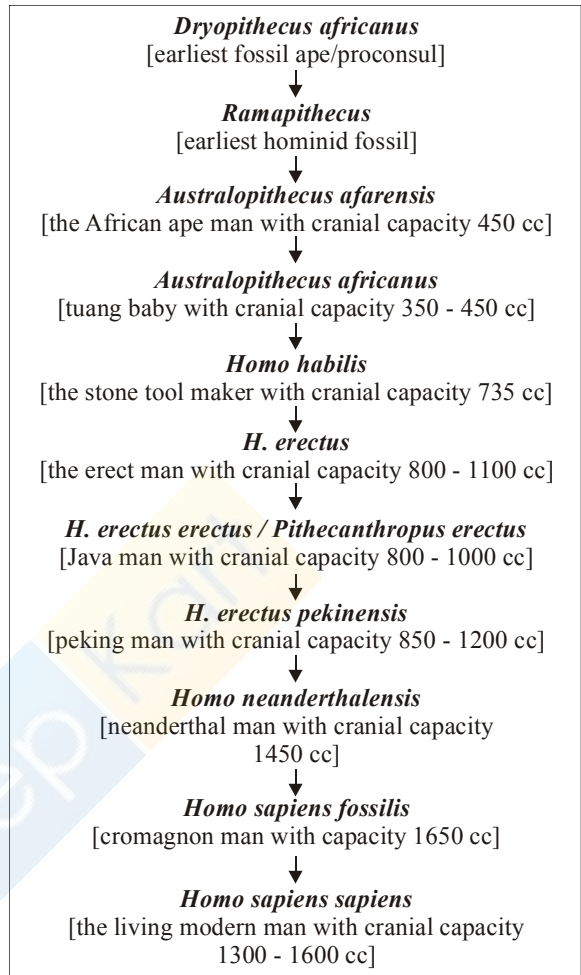 Dryopithecus africanus
[earliest fossil ape/proconsul]
Ramapithecus
[earliest hominid fossil]
Australopithecus afarensis
[the African ape man with cranial capacity 450 cc]
Australopithecus africanus
[tuang baby with cranial capacity 350 - 450 cc]
Homo habilis
[the stone tool maker with cranial capacity 735 cc]
H. erectus
[the erect man with cranial capacity 800 - 1100 cc]
H. erectus erectus / Pithecanthropus erectus
[Java man with cranial capacity 800 - 1000 cc]
H. erectus pekinensis
[peking man with cranial capacity 850 - 1200 cc]
Homo neanderthalensis
[neanderthal man with cranial capacity
1450 cc]
Homo sapiens fossilis
[cromagnon man with capacity 1650 cc]
Homo sapiens sapiens
[the living modern man with cranial capacity
1300 - 1600 cc]
ep Kart